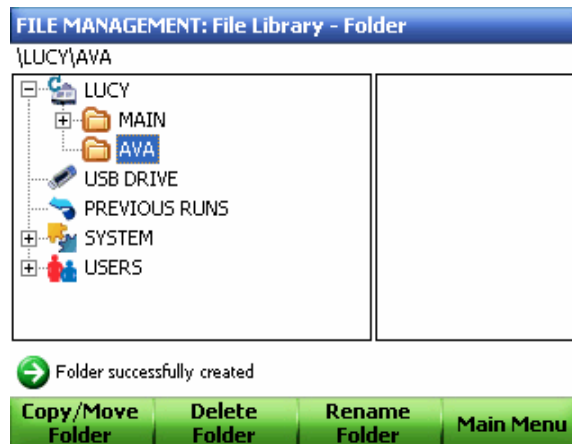 FILE MANAGEMENT: File Library - Folder
\LUCY\AVA
LUCY
MAIN
AVA
USB DRIVE
PREVIOUS RUNS
SYSTEM
USERS
Folder successfully created
Copy/Move Folder
Delete Folder
Rename Folder
Main Menu